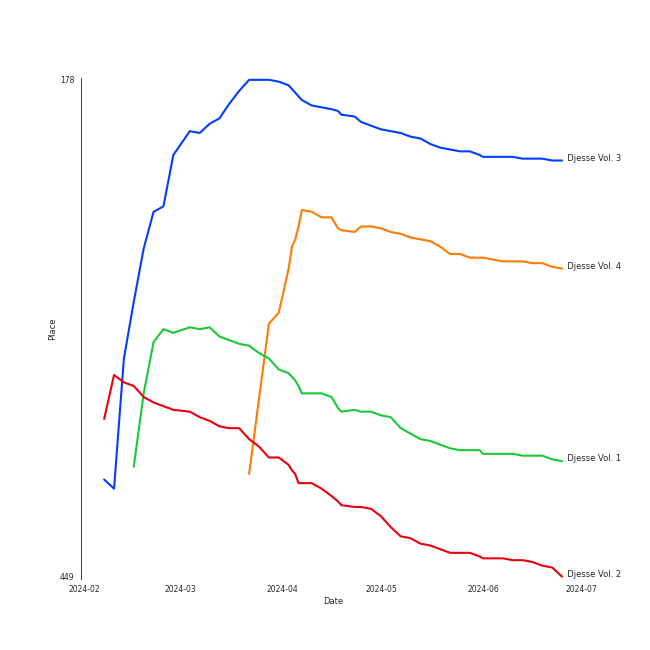 178
Djesse Vol. 3
Djesse Vol. 4
Place
Djesse Vol. 1
Djesse Vol. 2
449
2024-02 2024-03 2024-04 2024-05 2024-06 2024-07
Date